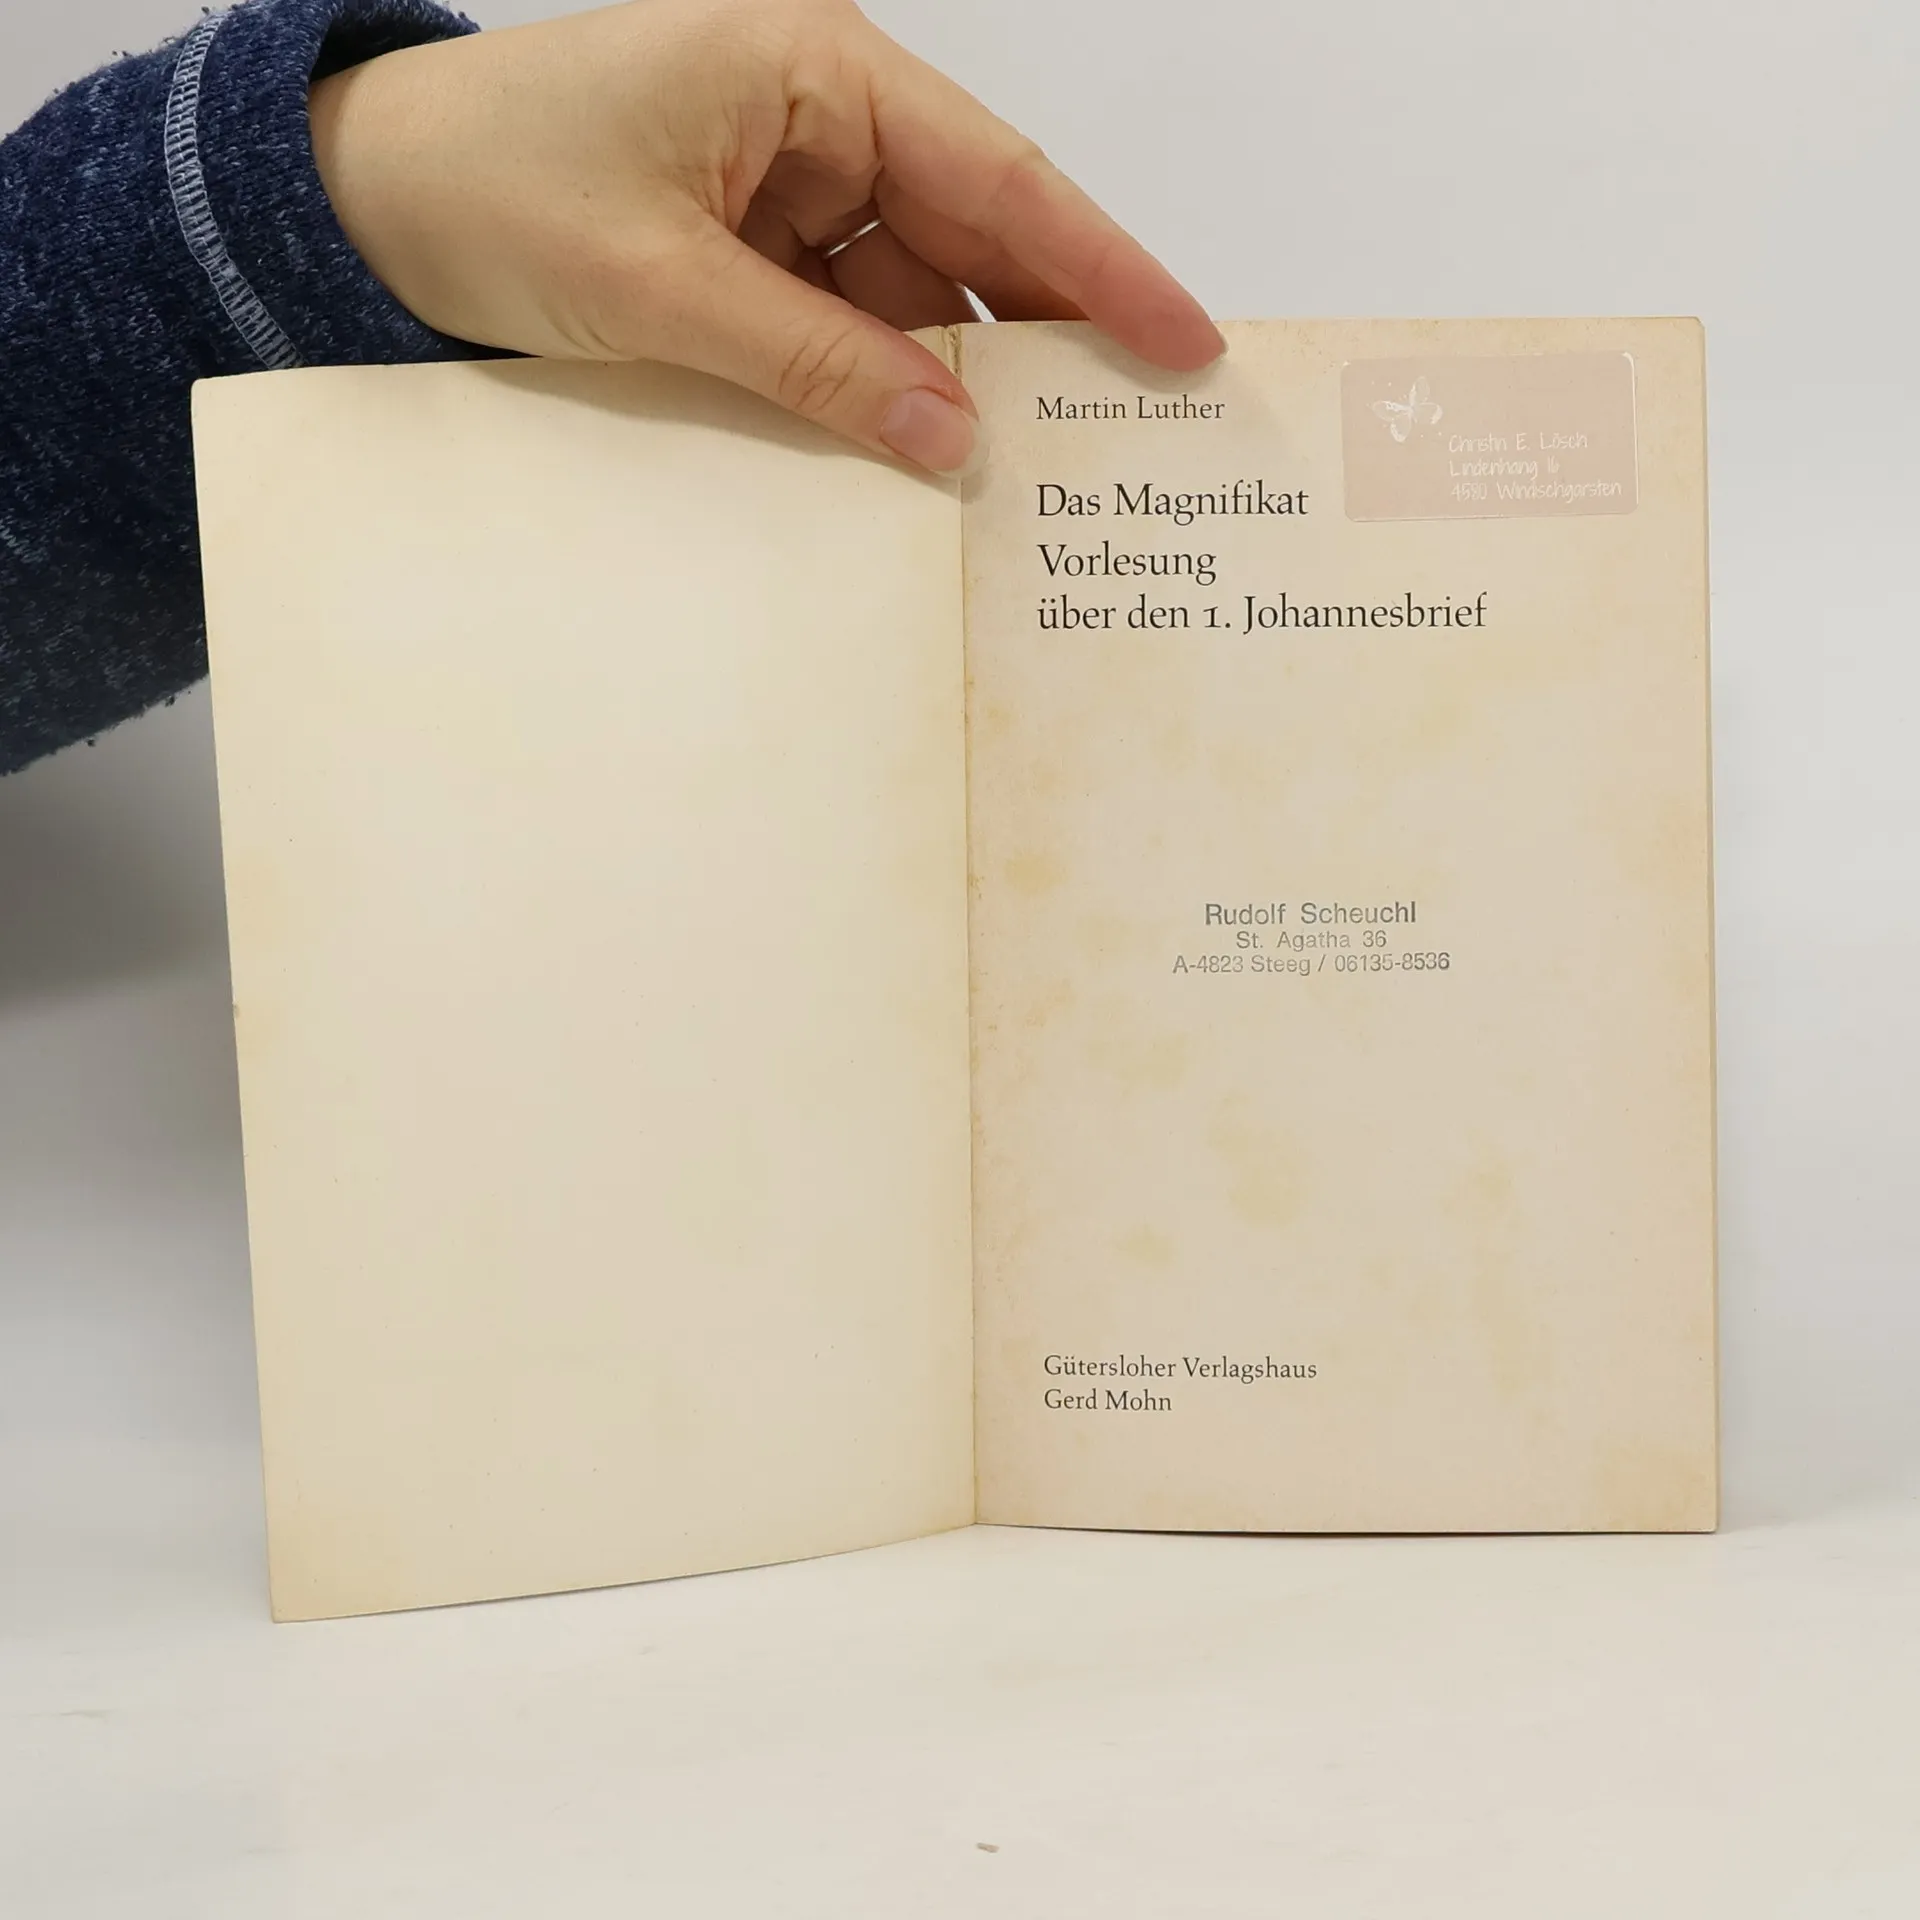 Martin Luther
Christin E. Lösch
Lindenhang 16
4580 Windischgarsten
Das Magnifikat
Vorlesung
über den 1. Johannesbrief
Rudolf Scheuchl
St. Agatha 36
A-4823 Steeg / 06135-8536
Gütersloher Verlagshaus
Gerd Mohn